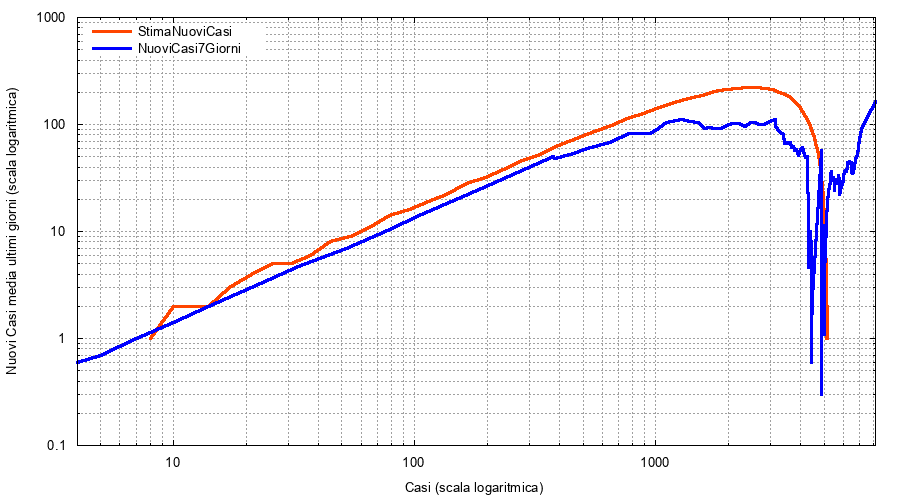 1000
StimaNuoviCasi
NuoviCasi7Giorni
100
10
1
0.1
Nuovi Casi media ultimi giorni (scala logaritmica)
10
100
1000
Casi (scala logaritmica)